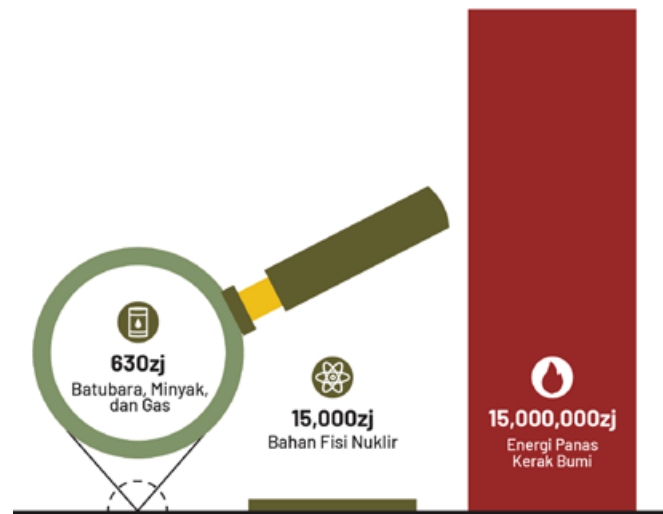 630zj
Batubara, Minyak,
dan Gas
15,000zj
Bahan Fisi Nuklir
15,000,000zj
Energi Panas
Kerak Bumi